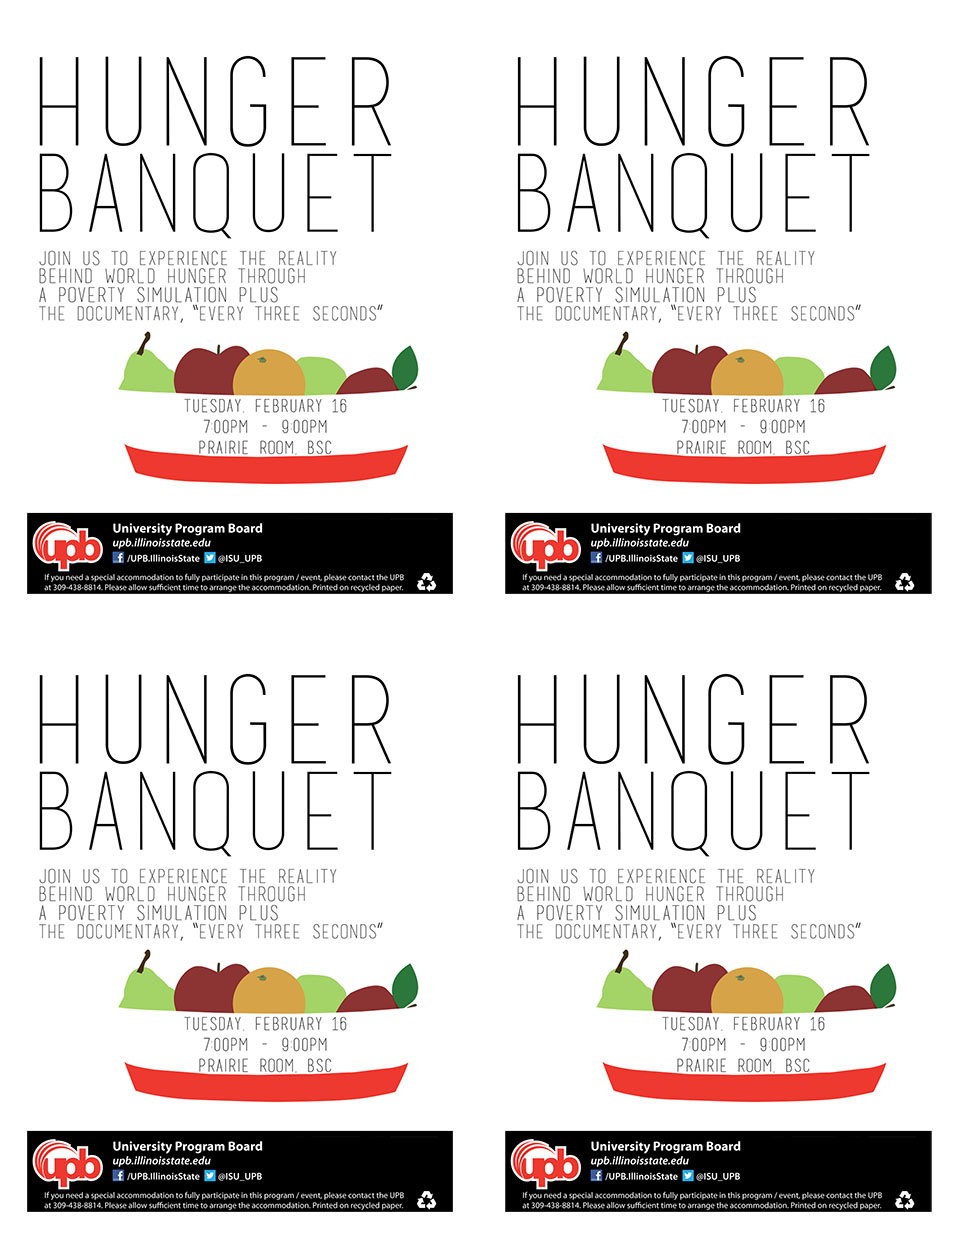 HUNGER
BANQUET
JOIN US TO EXPERIENCE THE REALITY
BEHIND WORLD HUNGER THROUGH
A POVERTY SIMULATION PLUS
THE DOCUMENTARY, "EVERY THREE SECONDS"
TUESDAY, FEBRUARY 16
7:00PM - 9:00PM
PRAIRIE ROOM, BSC
upb
University Program Board
upb.illinoisstate.edu
f /UPB.IllinoisState @ISU_UPB
If you need a special accommodation to fully participate in this program / event, please contact the UPB
at 309-438-8814. Please allow sufficient time to arrange the accommodation. Printed on recycled paper.
HUNGER
BANQUET
JOIN US TO EXPERIENCE THE REALITY
BEHIND WORLD HUNGER THROUGH
A POVERTY SIMULATION PLUS
THE DOCUMENTARY, "EVERY THREE SECONDS"
TUESDAY, FEBRUARY 16
7:00PM - 9:00PM
PRAIRIE ROOM, BSC
upb
University Program Board
upb.illinoisstate.edu
f /UPB.IllinoisState @ISU_UPB
If you need a special accommodation to fully participate in this program / event, please contact the UPB
at 309-438-8814. Please allow sufficient time to arrange the accommodation. Printed on recycled paper.
HUNGER
BANQUET
JOIN US TO EXPERIENCE THE REALITY
BEHIND WORLD HUNGER THROUGH
A POVERTY SIMULATION PLUS
THE DOCUMENTARY, "EVERY THREE SECONDS"
TUESDAY, FEBRUARY 16
7:00PM - 9:00PM
PRAIRIE ROOM, BSC
upb
University Program Board
upb.illinoisstate.edu
f /UPB.IllinoisState @ISU_UPB
If you need a special accommodation to fully participate in this program / event, please contact the UPB
at 309-438-8814. Please allow sufficient time to arrange the accommodation. Printed on recycled paper.
HUNGER
BANQUET
JOIN US TO EXPERIENCE THE REALITY
BEHIND WORLD HUNGER THROUGH
A POVERTY SIMULATION PLUS
THE DOCUMENTARY, "EVERY THREE SECONDS"
TUESDAY, FEBRUARY 16
7:00PM - 9:00PM
PRAIRIE ROOM, BSC
upb
University Program Board
upb.illinoisstate.edu
f /UPB.IllinoisState @ISU_UPB
If you need a special accommodation to fully participate in this program / event, please contact the UPB
at 309-438-8814. Please allow sufficient time to arrange the accommodation. Printed on recycled paper.